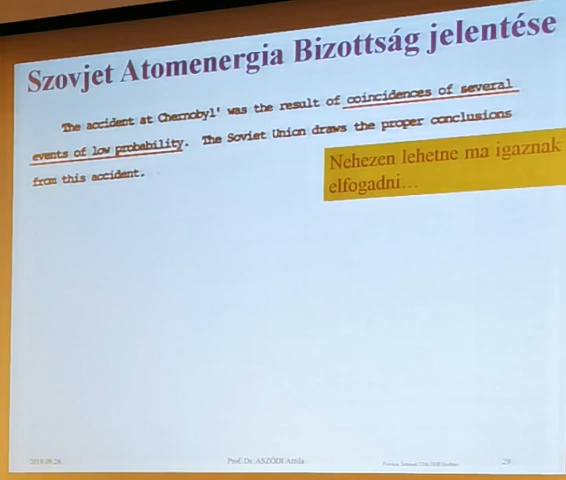 Szovjet Atomenergia Bizottság jelentése
The accident at Chernobyl' was the result of coincidences of several
events of low probability. The Soviet Union draws the proper conclusions
from this accident.
Nehezen lehetne ma igaznak
elfogadni...
2019.09.28.
Prof. Dr. ASZÓDI Attila
29